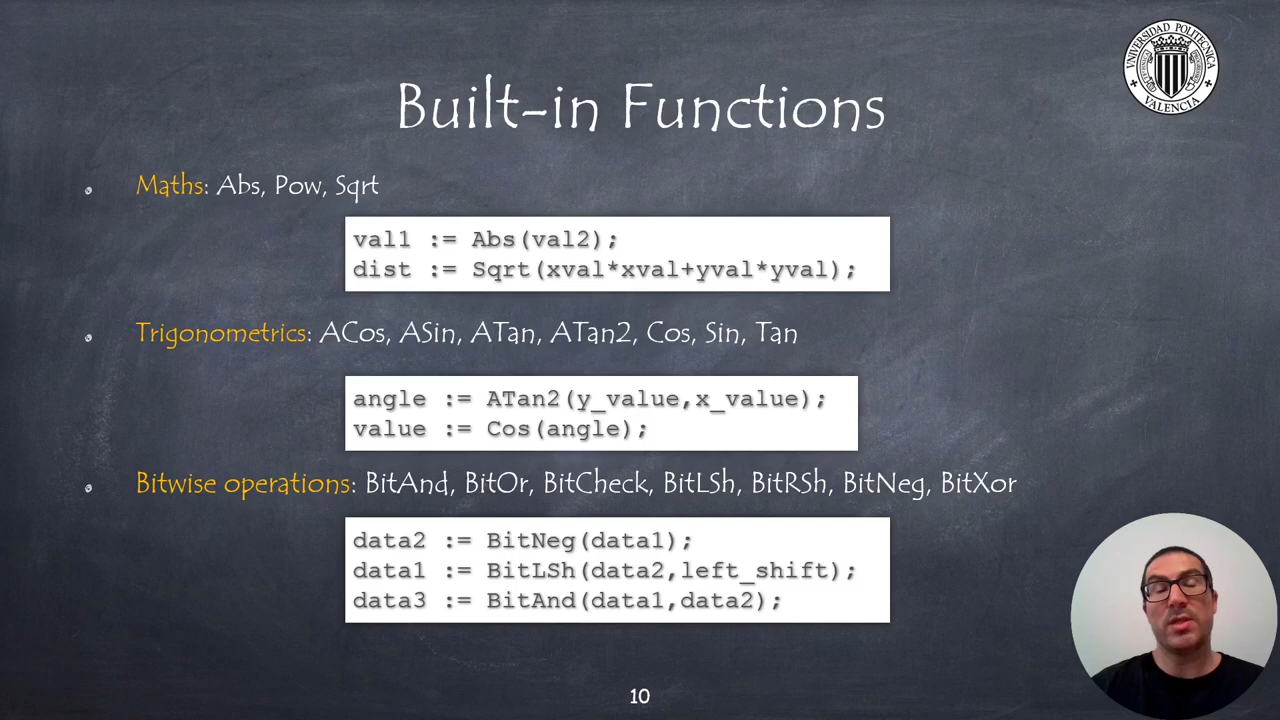 UNIVERSIDAD POLITECNICA
VALENCIA
Built-in Functions
Maths: Abs, Pow, Sqrt
val1 := Abs(val2);
dist := Sqrt(xval*xval+yval*yval);
Trigonometrics: ACos, ASin, ATan, ATan2, Cos, Sin, Tan
angle := ATan2(y_value,x_value);
value := Cos(angle);
Bitwise operations: BitAnd, BitOr, BitCheck, BitLSh, BitRSh, BitNeg, BitXor
data2 := BitNeg(data1);
data1 := BitLSh(data2,left_shift);
data3 := BitAnd(data1,data2);
10